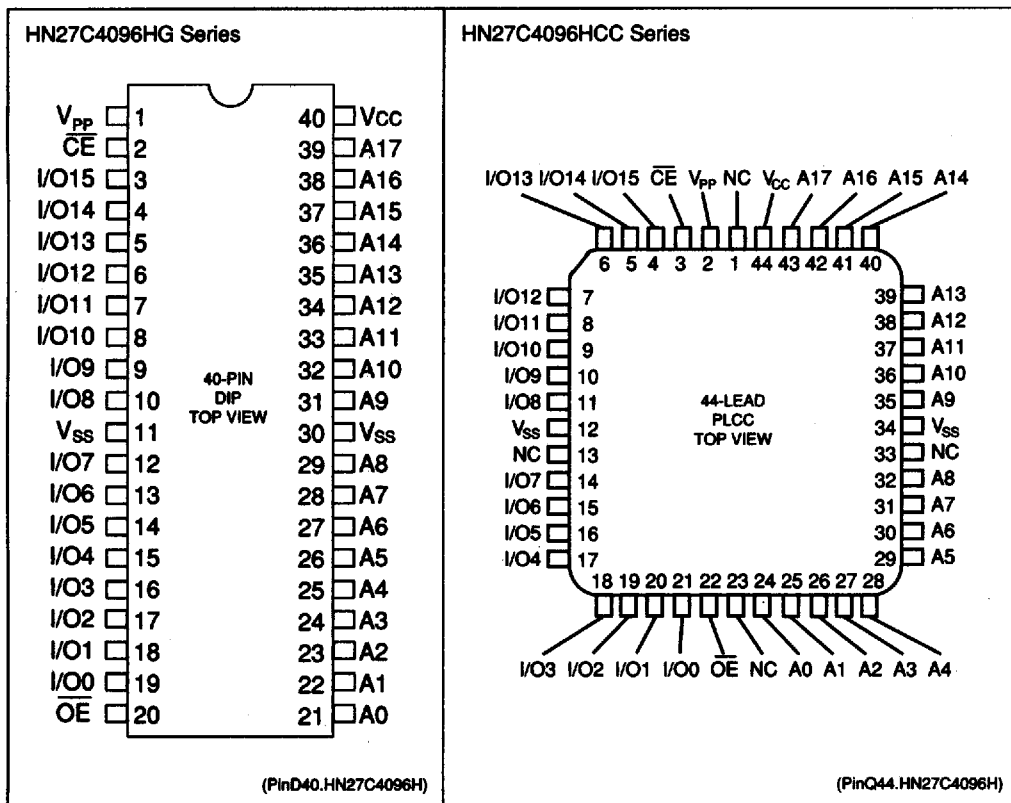 HN27C4096HG Series
VPP 1 40 VCC
CE 2 39 A17
I/O15 3 38 A16
I/O14 4 37 A15
I/O13 5 36 A14
I/O12 6 35 A13
I/O11 7 34 A12
I/O10 8 33 A11
I/O9 9 32 A10
I/O8 10 31 A9
VSS 11 30 VSS
I/O7 12 29 A8
I/O6 13 28 A7
I/O5 14 27 A6
I/O4 15 26 A5
I/O3 16 25 A4
I/O2 17 24 A3
I/O1 18 23 A2
I/O0 19 22 A1
OE 20 21 A0
40-PIN
DIP
TOP VIEW
(PinD40.HN27C4096H)
HN27C4096HCC Series
I/O13 I/O14 I/O15 CE VPP NC VCC A17 A16 A15 A14
6 5 4 3 2 1 44 43 42 41 40
I/O12 7 39 A13
I/O11 8 38 A12
I/O10 9 37 A11
I/O9 10 36 A10
I/O8 11 35 A9
VSS 12 34 VSS
NC 13 33 NC
I/O7 14 32 A8
I/O6 15 31 A7
I/O5 16 30 A6
I/O4 17 29 A5
44-LEAD
PLCC
TOP VIEW
18 19 20 21 22 23 24 25 26 27 28
I/O3 I/O2 I/O1 I/O0 OE NC A0 A1 A2 A3 A4
(PinQ44.HN27C4096H)